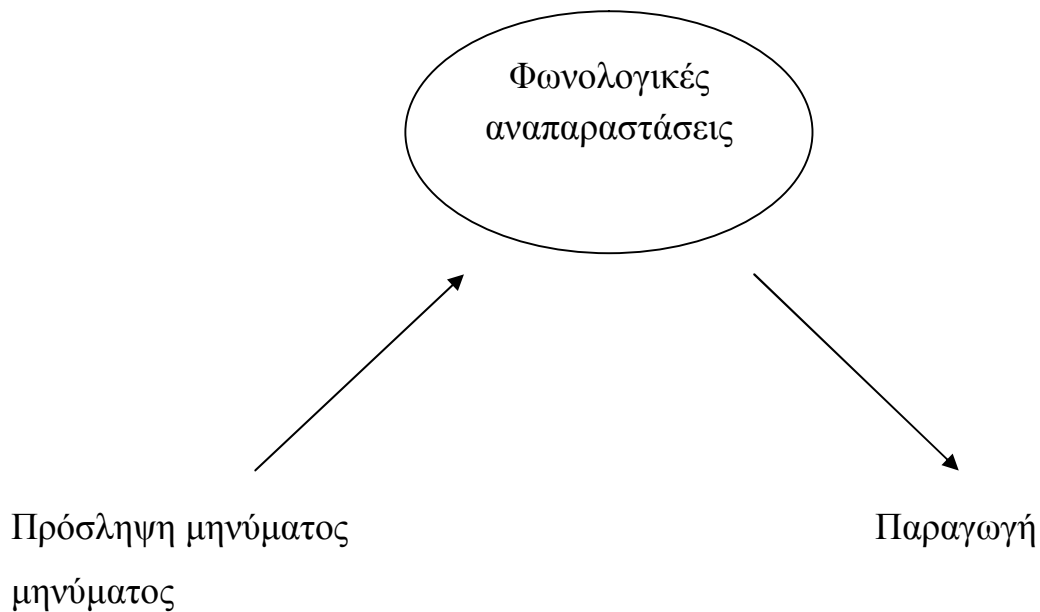 Φωνολογικές
αναπαραστάσεις
Πρόσληψη μηνύματος
Παραγωγή
μηνύματος